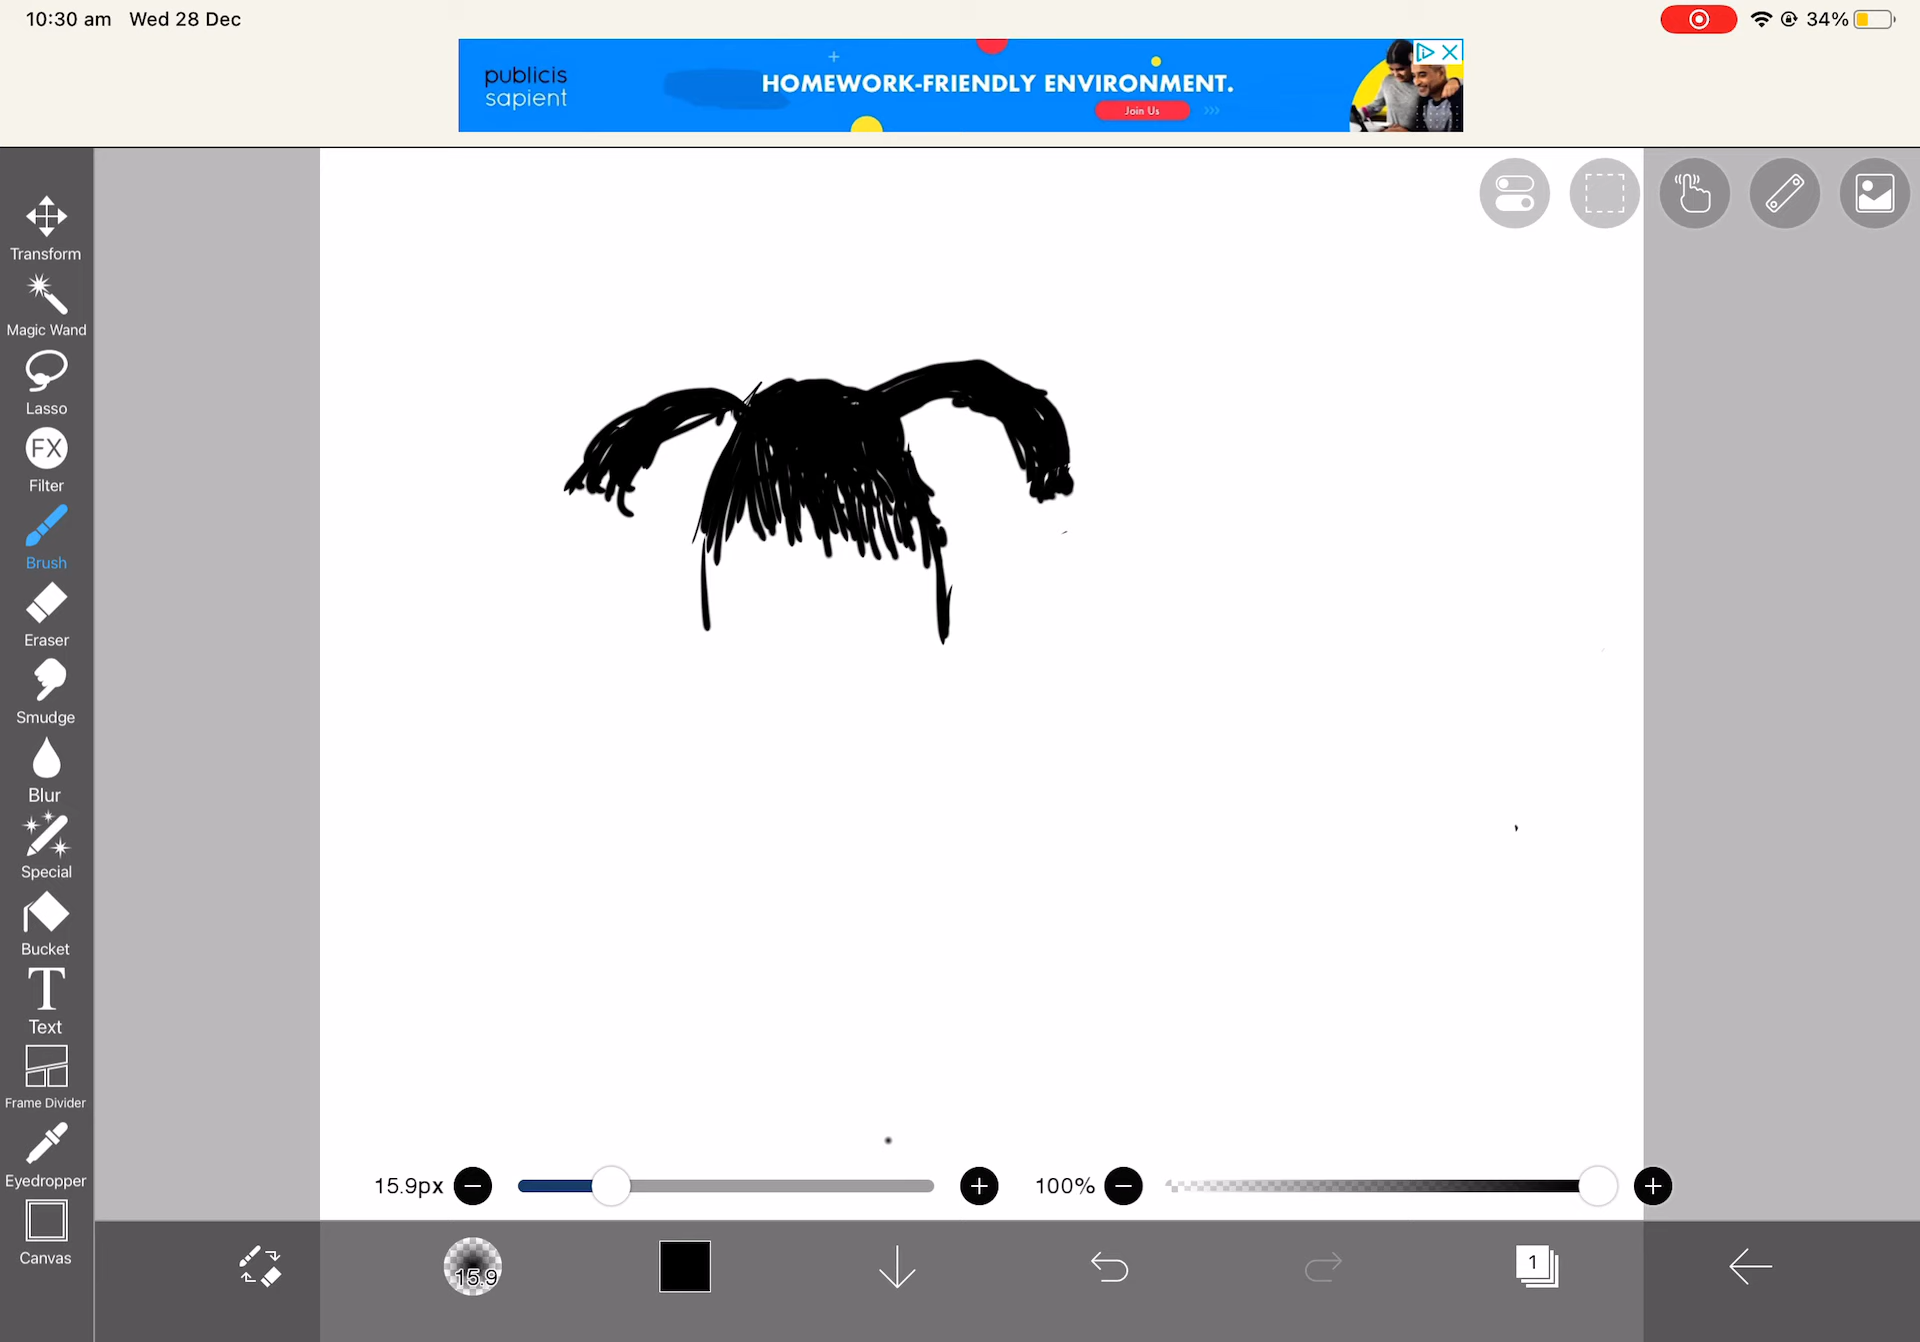 10:30 am Wed 28 Dec
34%
publicis
sapient
HOMEWORK-FRIENDLY ENVIRONMENT.
Join Us
Transform
Magic Wand
Lasso
FX
Filter
Brush
Eraser
Smudge
Blur
Special
Bucket
T
Text
Frame Divider
Eyedropper
Canvas
15.9px
100%
15.9
1